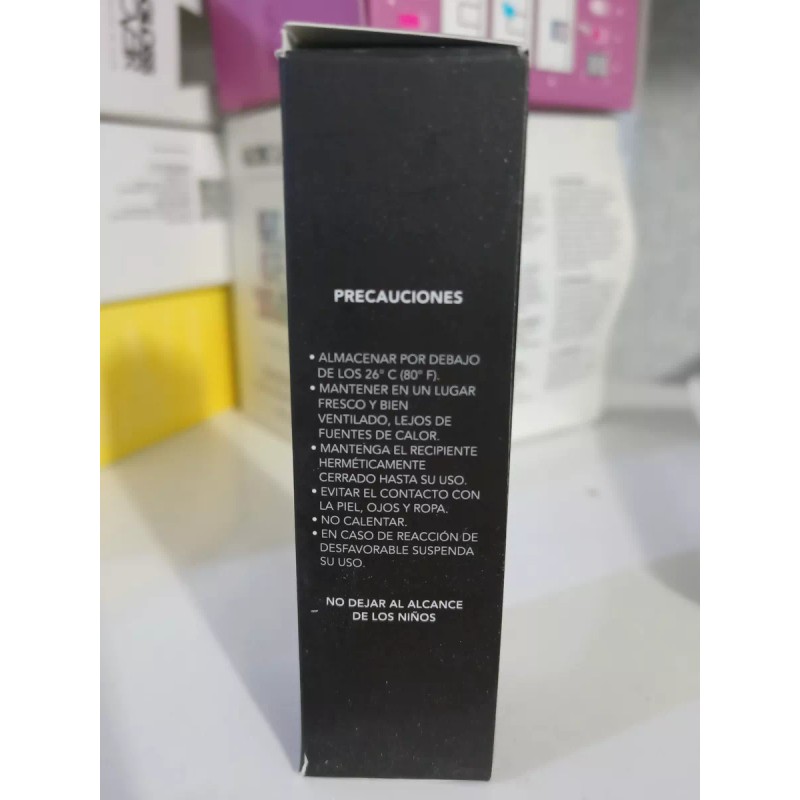 PRECAUCIONES
• ALMACENAR POR DEBAJO
DE LOS 26° C (80° F).
• MANTENER EN UN LUGAR
FRESCO Y BIEN
VENTILADO, LEJOS DE
FUENTES DE CALOR.
• MANTENGA EL RECIPIENTE
HERMÉTICAMENTE
CERRADO HASTA SU USO.
• EVITAR EL CONTACTO CON
LA PIEL, OJOS Y ROPA.
• NO CALENTAR.
• EN CASO DE REACCIÓN DE
DESFAVORABLE SUSPENDA
SU USO.
NO DEJAR AL ALCANCE
DE LOS NIÑOS